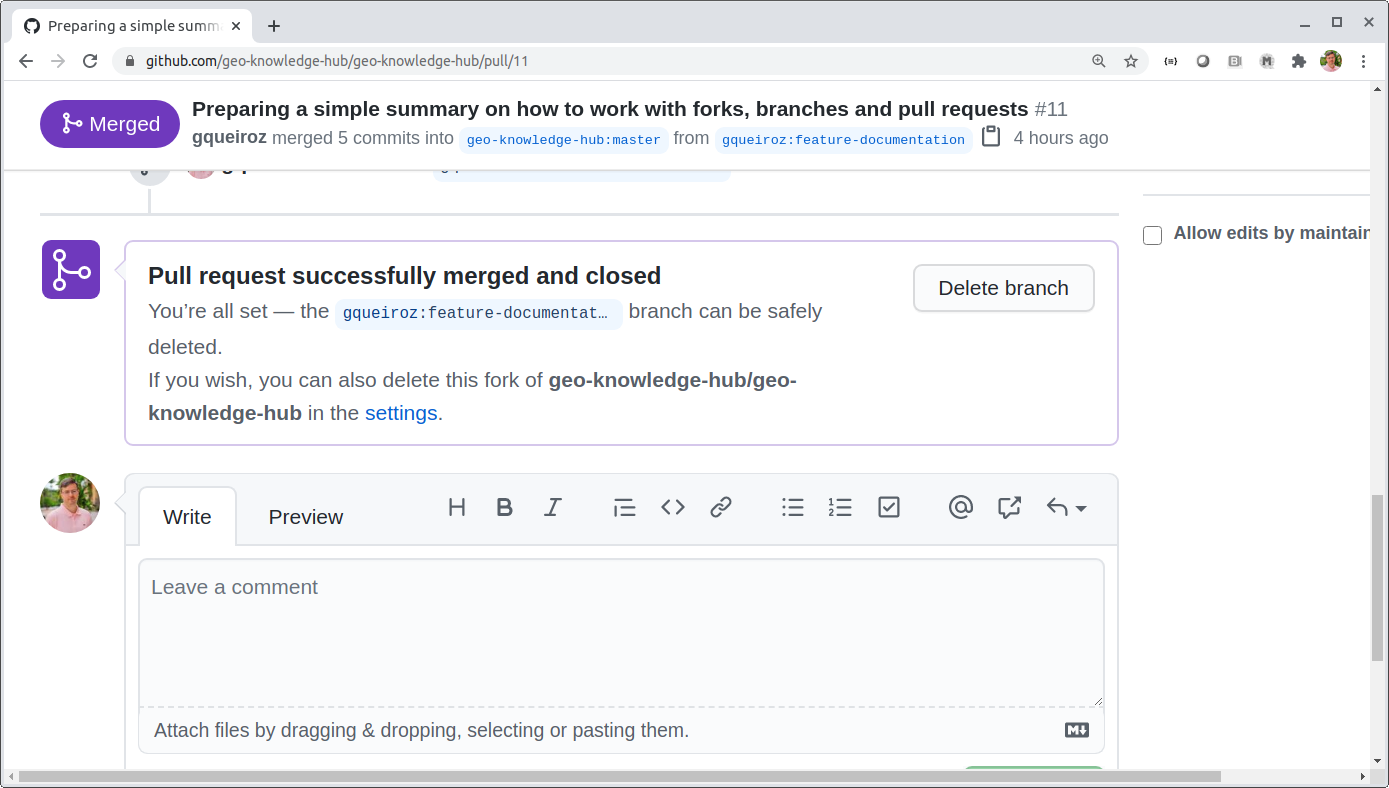 Preparing a simple summ
github.com/geo-knowledge-hub/geo-knowledge-hub/pull/11
Merged
Preparing a simple summary on how to work with forks, branches and pull requests #11
gqueiroz merged 5 commits into geo-knowledge-hub:master from gqueiroz:feature-documentation 4 hours ago
Allow edits by maintain
Pull request successfully merged and closed
Delete branch
You’re all set — the gqueiroz:feature-documentat… branch can be safely
deleted.
If you wish, you can also delete this fork of geo-knowledge-hub/geo-
knowledge-hub in the settings.
Write Preview
Leave a comment
Attach files by dragging & dropping, selecting or pasting them.